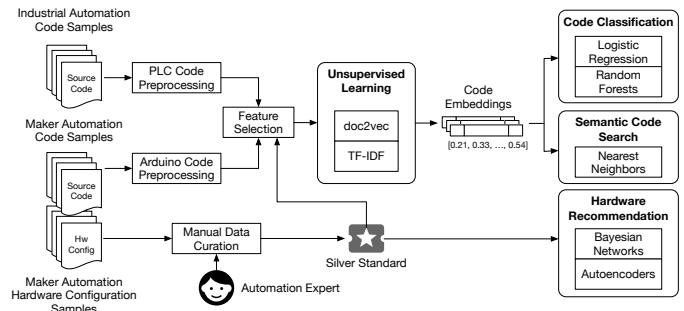 Industrial Automation
Code Samples
Source
Code
PLC Code
Preprocessing
Maker Automation
Code Samples
Source
Code
Arduino Code
Preprocessing
Feature
Selection
Unsupervised
Learning
doc2vec
TF-IDF
Code
Embeddings
[0.21, 0.33, ..., 0.54]
Code Classification
Logistic
Regression
Random
Forests
Semantic Code
Search
Nearest
Neighbors
Hw
Config
Maker Automation
Hardware Configuration
Samples
Manual Data
Curation
Automation Expert
Silver Standard
Hardware
Recommendation
Bayesian
Networks
Autoencoders